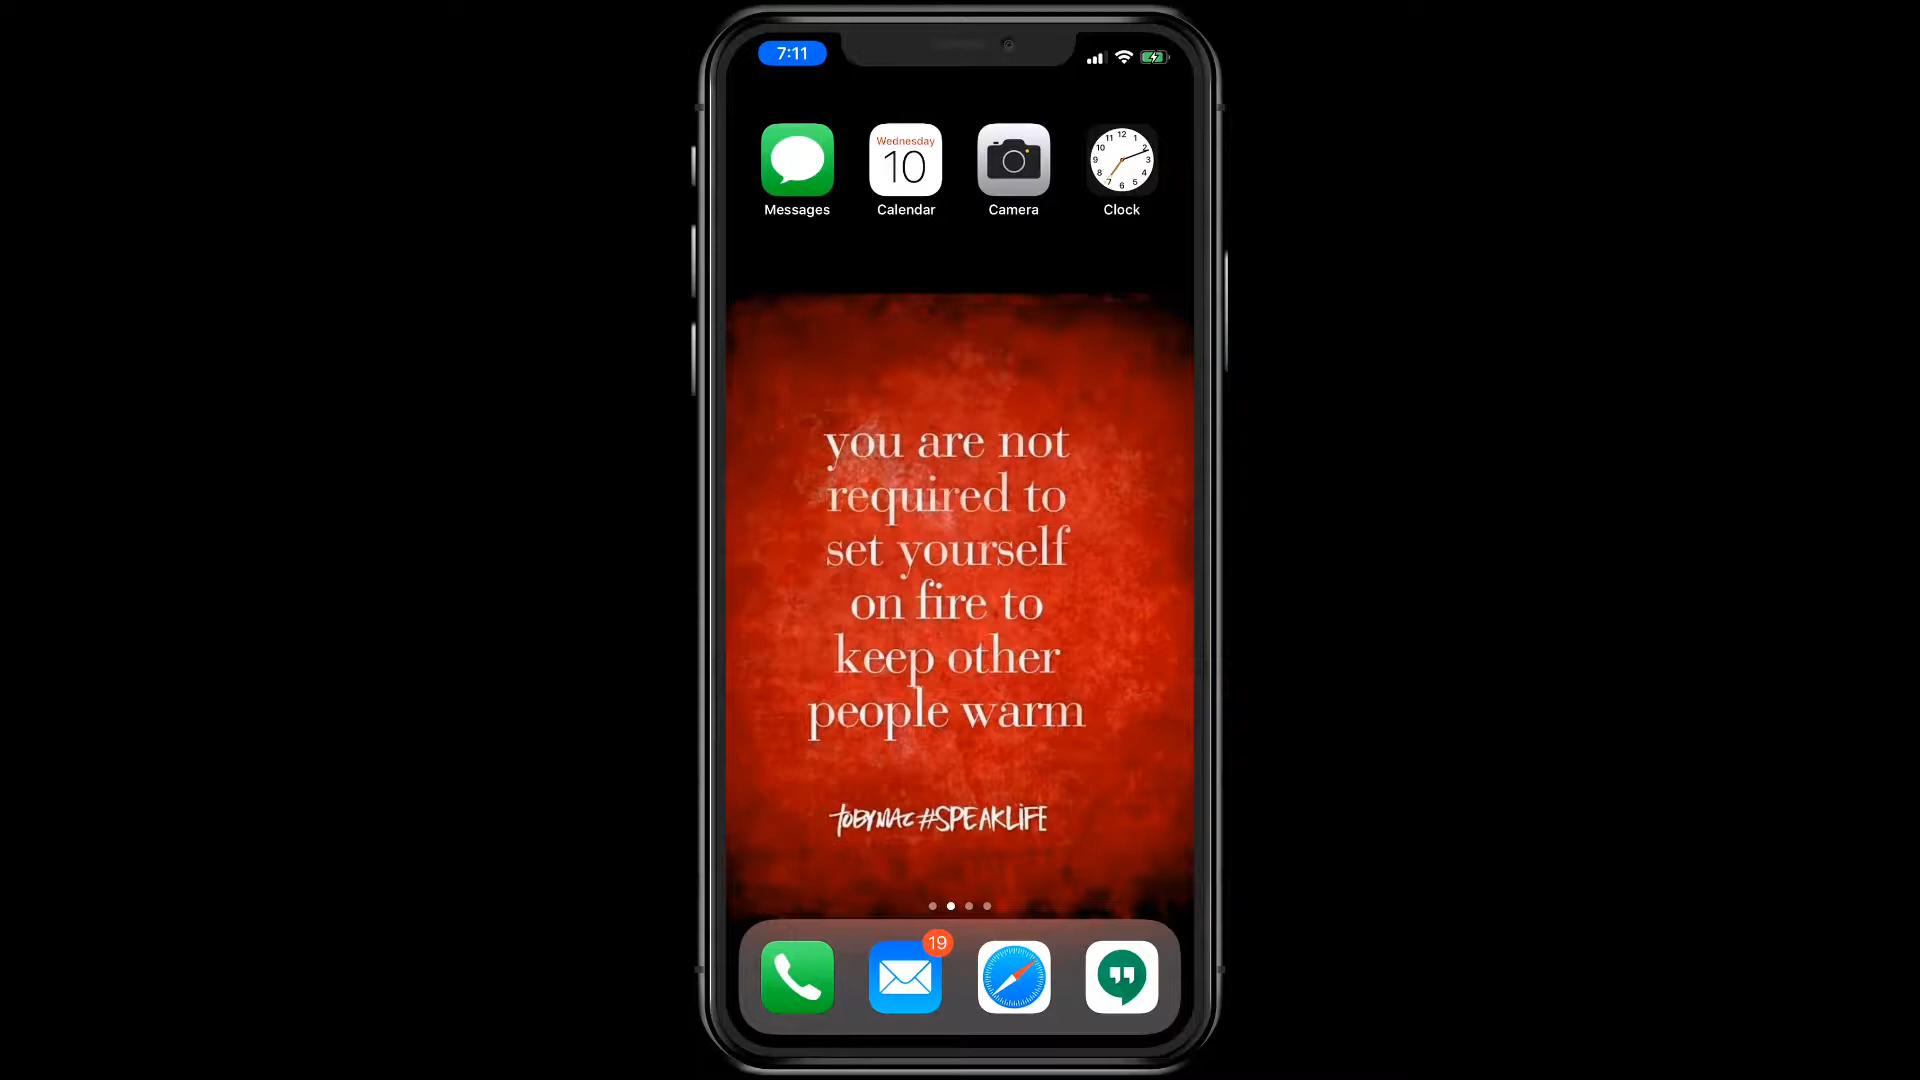 7:11
Wednesday
10
Messages
Calendar
Camera
Clock
you are not
required to
set yourself
on fire to
keep other
people warm
TOBYMAC #SPEAKLIFE
19